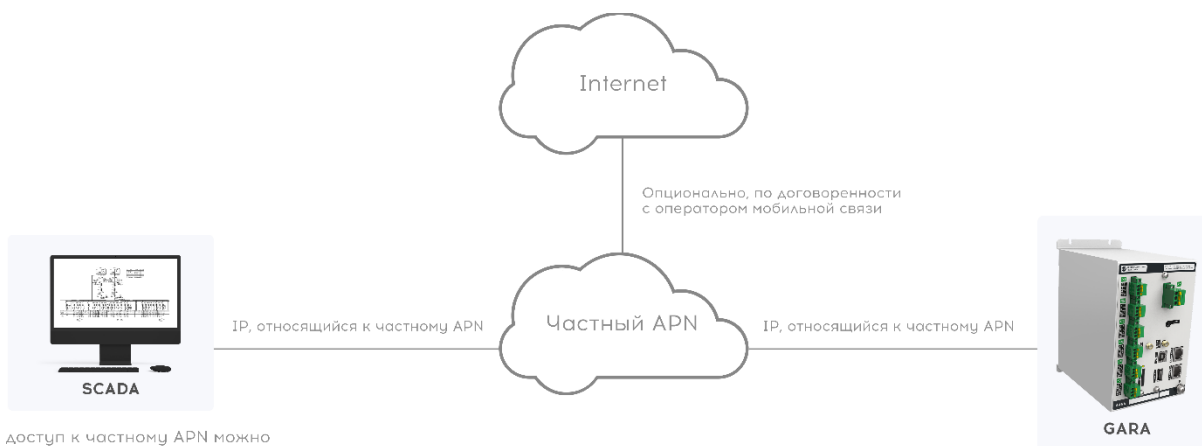 Internet
Опционально, по договоренности
с оператором мобильной связи
IP, относящийся к частному APN
Частный APN
IP, относящийся к частному APN
SCADA
GARA
доступ к частному APN можно